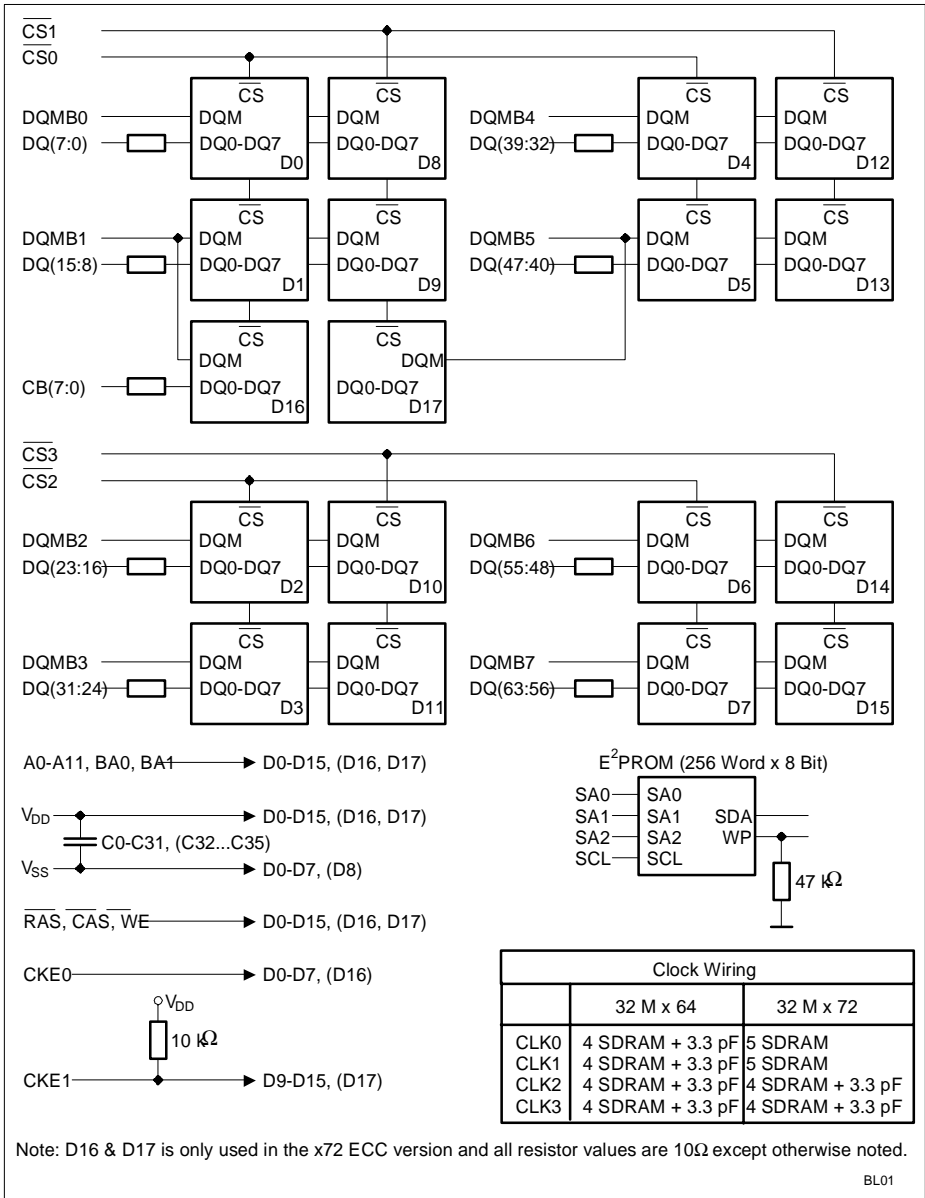 CS1
CS0
CS CS CS CS
DQMB0 DQM DQMB4 DQM
DQ(7:0) DQ0-DQ7 DQ0-DQ7 DQ(39:32) DQ0-DQ7 DQ0-DQ7
D0 D8 D4 D12
CS CS CS CS
DQMB1 DQM DQMB5 DQM
DQ(15:8) DQ0-DQ7 DQ0-DQ7 DQ(47:40) DQ0-DQ7 DQ0-DQ7
D1 D9 D5 D13
CS CS
DQM DQM
CB(7:0) DQ0-DQ7 DQ0-DQ7
D16 D17
CS3
CS2
CS CS CS CS
DQMB2 DQM DQMB6 DQM
DQ(23:16) DQ0-DQ7 DQ0-DQ7 DQ(55:48) DQ0-DQ7 DQ0-DQ7
D2 D10 D6 D14
CS CS CS CS
DQMB3 DQM DQMB7 DQM
DQ(31:24) DQ0-DQ7 DQ0-DQ7 DQ(63:56) DQ0-DQ7 DQ0-DQ7
D3 D11 D7 D15
A0-A11, BA0, BA1 D0-D15, (D16, D17)
VDD D0-D15, (D16, D17)
C0-C31, (C32...C35)
VSS D0-D7, (D8)
RAS, CAS, WE D0-D15, (D16, D17)
CKE0 D0-D7, (D16)
VDD
10 kΩ
CKE1 D9-D15, (D17)
E²PROM (256 Word x 8 Bit)
SA0 SA0
SA1 SA1 SDA
SA2 SA2 WP
SCL SCL
47 kΩ
Clock Wiring
32 M x 64 32 M x 72
CLK0 4 SDRAM + 3.3 pF 5 SDRAM
CLK1 4 SDRAM + 3.3 pF 5 SDRAM
CLK2 4 SDRAM + 3.3 pF 4 SDRAM + 3.3 pF
CLK3 4 SDRAM + 3.3 pF 4 SDRAM + 3.3 pF
Note: D16 & D17 is only used in the x72 ECC version and all resistor values are 10Ω except otherwise noted.
BL01